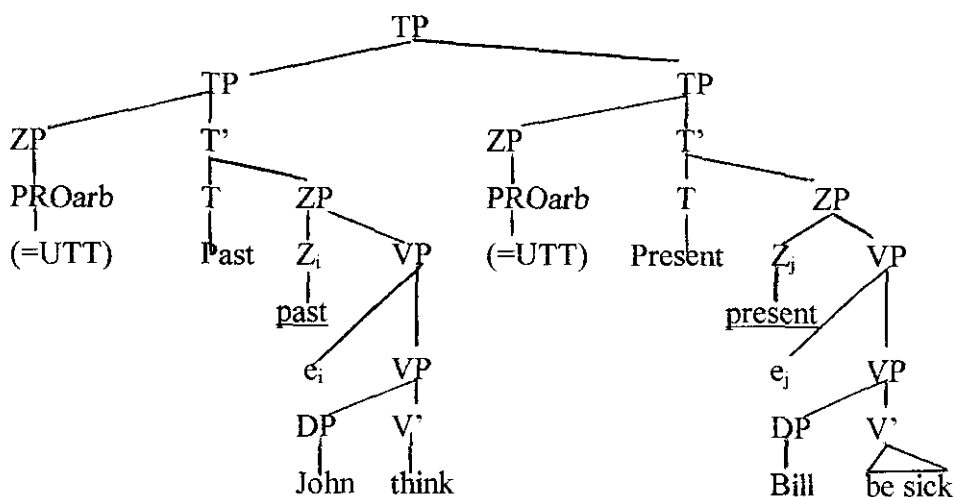 TP
TP TP
ZP T' ZP T'
PROarb T ZP PROarb T ZP
(=UTT) Past Zi VP (=UTT) Present Zj VP
past present
ei VP ej VP
DP V' DP V'
John think Bill be sick